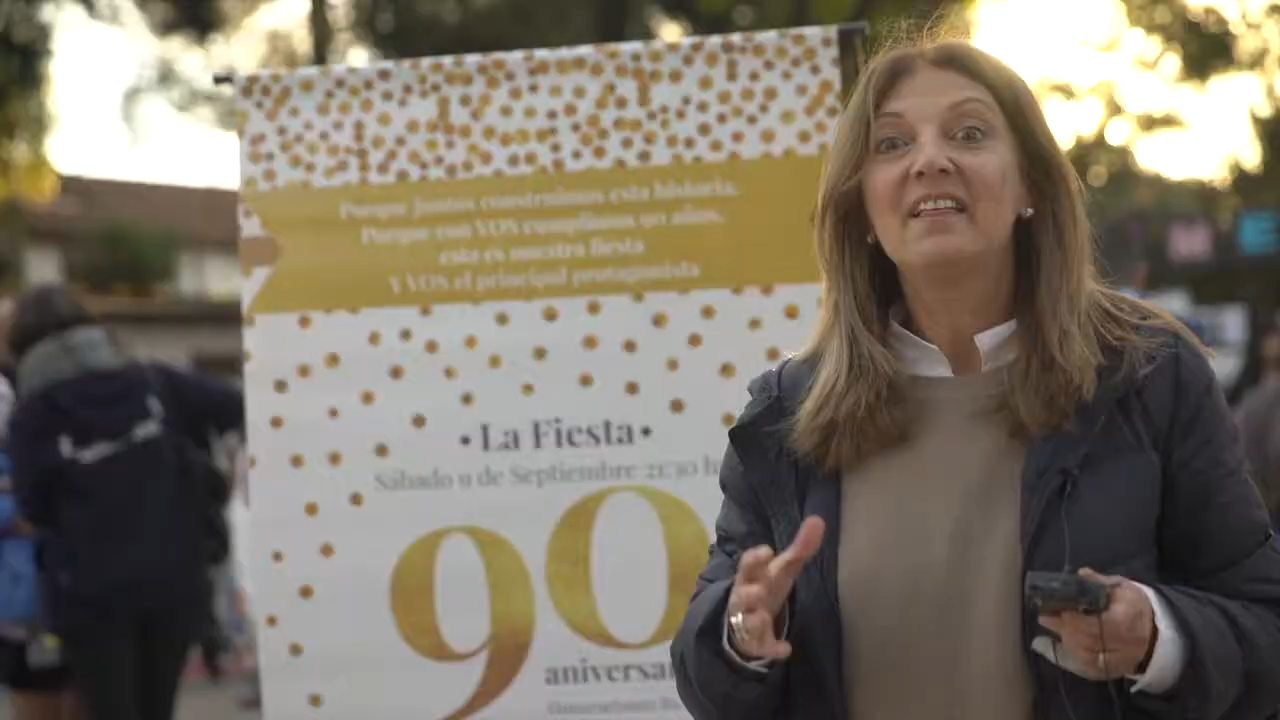 Porque juntos construimos esta historia.
Porque con VOS cumplimos 90 años.
esta es nuestra fiesta
Y VOS el principal protagonista
•La Fiesta•
Sábado 9 de Septiembre 21:30 h
90
aniversa